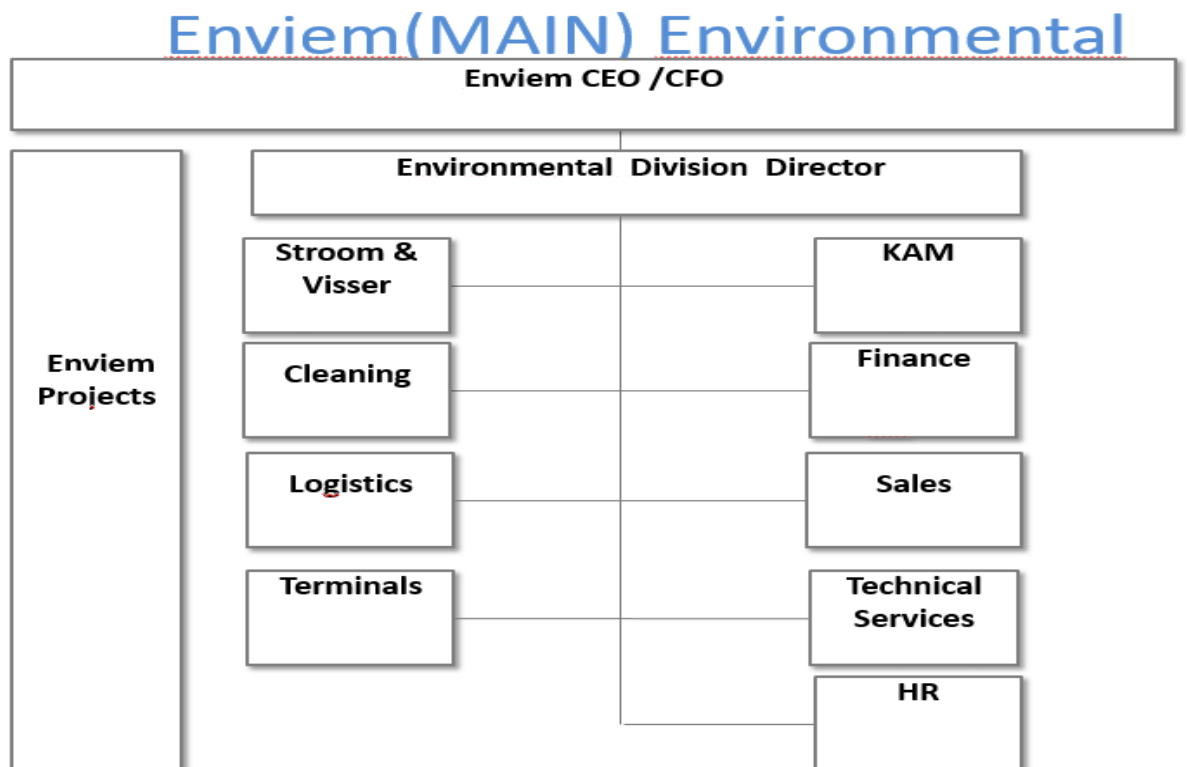 Enviem(MAIN) Environmental
Enviem CEO /CFO
Environmental Division Director
Enviem
Projects
Stroom &
Visser
KAM
Cleaning
Finance
Logistics
Sales
Terminals
Technical
Services
HR